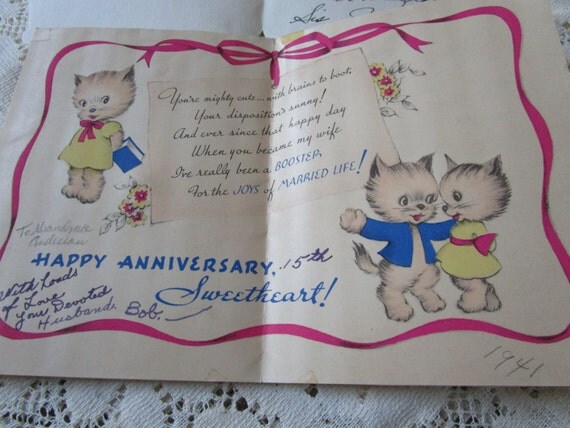 Sis
You're mighty cute... with brains to boot,
Your disposition's sunny!
And ever since that happy day
When you became my wife
I've really been a BOOSTER,
For the JOYS of MARRIED LIFE!
To
HAPPY ANNIVERSARY, 15th
Sweetheart!
With Loads
of Love
Your Devoted
Husband. Bob.
1941